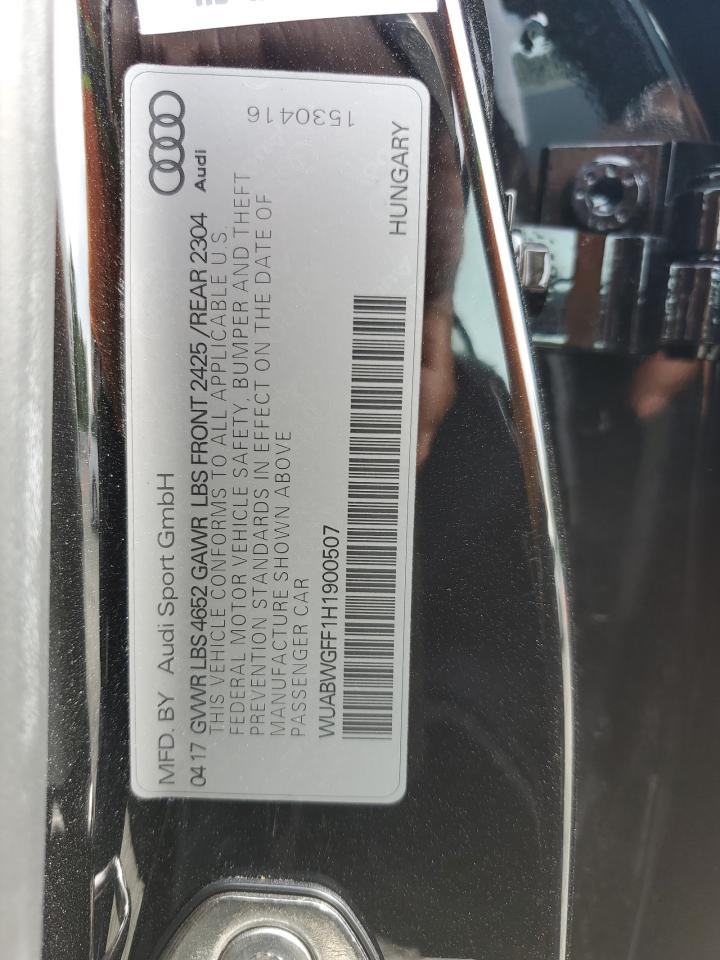 MFD. BY Audi Sport GmbH
Audi
04 17 GVWR LBS 4652 GAWR LBS FRONT 2425 / REAR 2304
THIS VEHICLE CONFORMS TO ALL APPLICABLE U.S.
FEDERAL MOTOR VEHICLE SAFETY, BUMPER AND THEFT
PREVENTION STANDARDS IN EFFECT ON THE DATE OF
MANUFACTURE SHOWN ABOVE
PASSENGER CAR
1530416
WUABWGFF1H1900507
HUNGARY